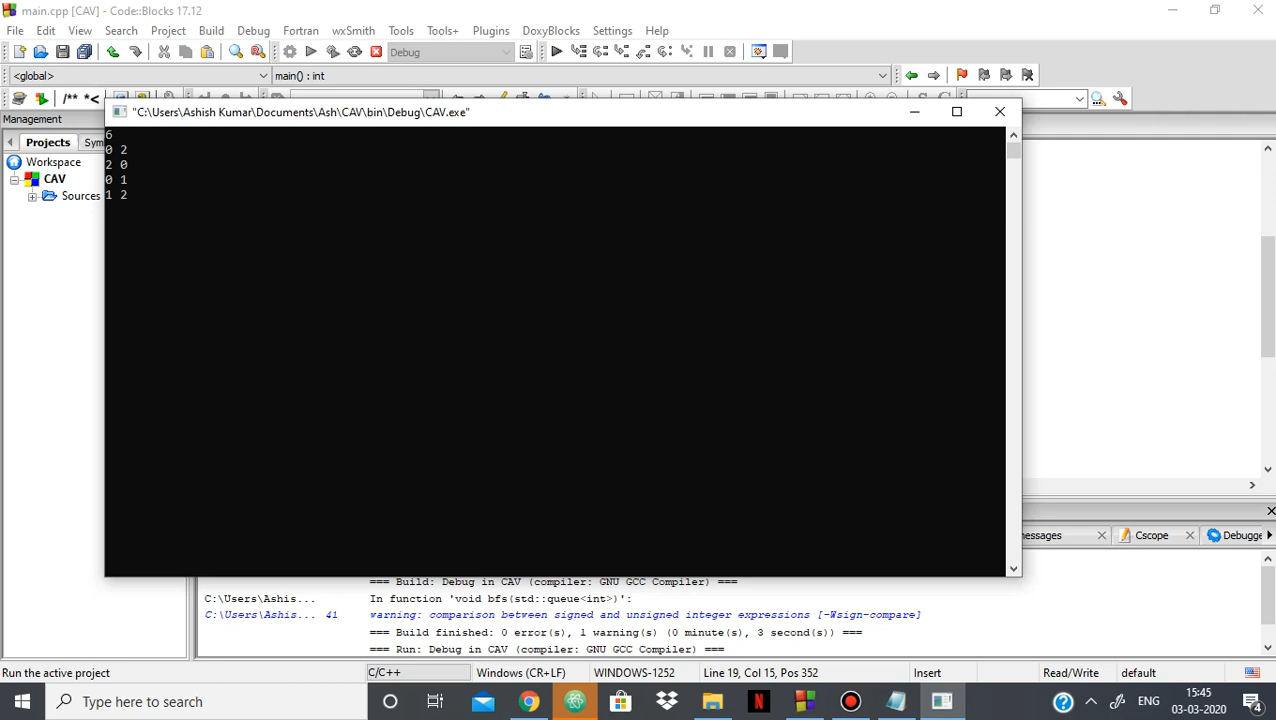 main.cpp [CAV] - Code::Blocks 17.12
File Edit View Search Project Build Debug Fortran wxSmith Tools Tools+ Plugins DoxyBlocks Settings Help
Debug
<global> main() : int
/** *<
Management
"C:\Users\Ashish Kumar\Documents\Ash\CAV\bin\Debug\CAV.exe"
Projects Sym
Workspace
CAV
Sources
6
0 2
2 0
0 1
1 2
essages Cscope Debugge
=== Build: Debug in CAV (compiler: GNU GCC Compiler) ===
C:\Users\Ashis... In function 'void bfs(std::queue<int>)':
C:\Users\Ashis... 41 warning: comparison between signed and unsigned integer expressions [-Wsign-compare]
=== Build finished: 0 error(s), 1 warning(s) (0 minute(s), 3 second(s)) ===
=== Run: Debug in CAV (compiler: GNU GCC Compiler) ===
Run the active project C/C++ Windows (CR+LF) WINDOWS-1252 Line 19, Col 15, Pos 352 Insert Read/Write default
Type here to search
ENG
15:45
03-03-2020
4